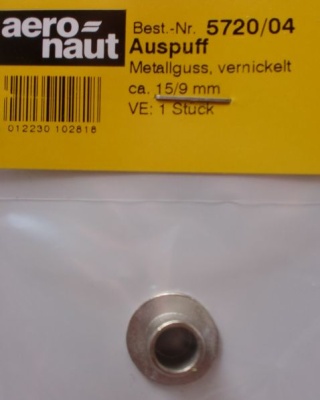 aero=
naut
Best.-Nr. 5720/04
Auspuff
Metallguss, vernickelt
ca. 15/9 mm
VE: 1 Stück
012230 102818